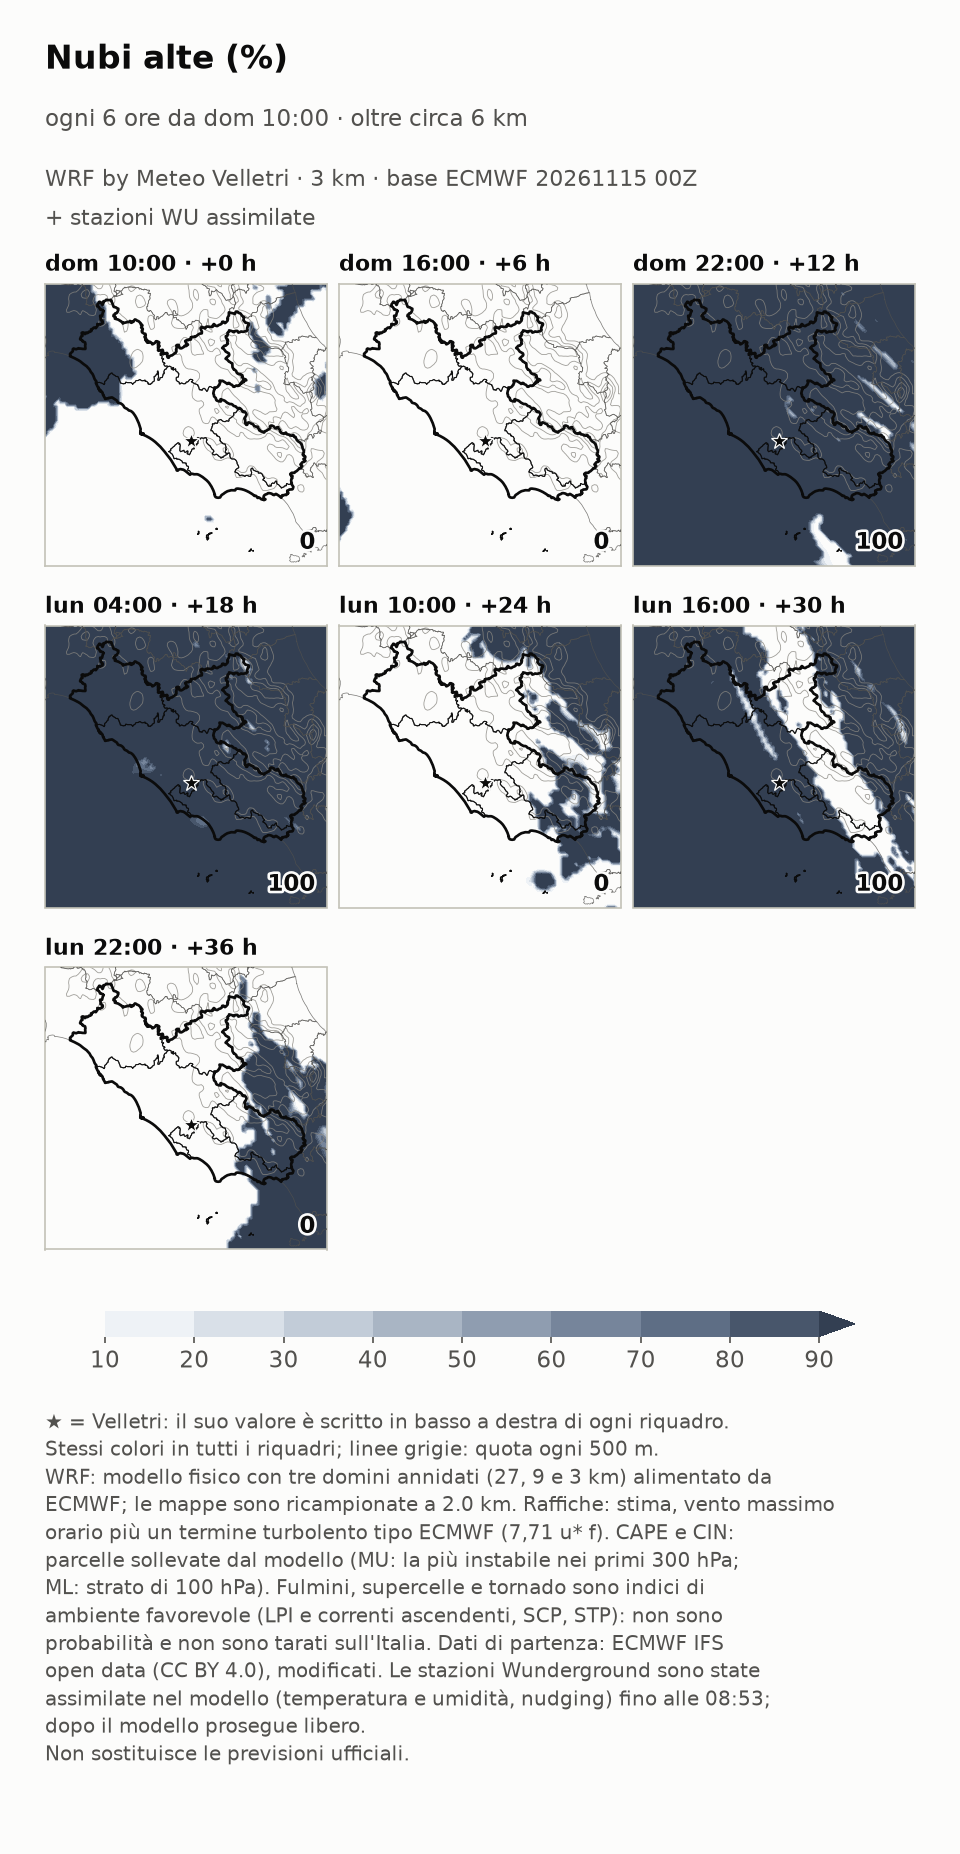 Nubi alte (%)
ogni 6 ore da dom 10:00 · oltre circa 6 km
WRF by Meteo Velletri · 3 km · base ECMWF 20261115 00Z
+ stazioni WU assimilate
dom 10:00 · +0 h
dom 16:00 · +6 h
dom 22:00 · +12 h
0
0
100
lun 04:00 · +18 h
lun 10:00 · +24 h
lun 16:00 · +30 h
100
0
100
lun 22:00 · +36 h
0
10 20 30 40 50 60 70 80 90
★ = Velletri: il suo valore è scritto in basso a destra di ogni riquadro.
Stessi colori in tutti i riquadri; linee grigie: quota ogni 500 m.
WRF: modello fisico con tre domini annidati (27, 9 e 3 km) alimentato da
ECMWF; le mappe sono ricampionate a 2.0 km. Raffiche: stima, vento massimo
orario più un termine turbolento tipo ECMWF (7,71 u* f). CAPE e CIN:
parcelle sollevate dal modello (MU: la più instabile nei primi 300 hPa;
ML: strato di 100 hPa). Fulmini, supercelle e tornado sono indici di
ambiente favorevole (LPI e correnti ascendenti, SCP, STP): non sono
probabilità e non sono tarati sull'Italia. Dati di partenza: ECMWF IFS
open data (CC BY 4.0), modificati. Le stazioni Wunderground sono state
assimilate nel modello (temperatura e umidità, nudging) fino alle 08:53;
dopo il modello prosegue libero.
Non sostituisce le previsioni ufficiali.